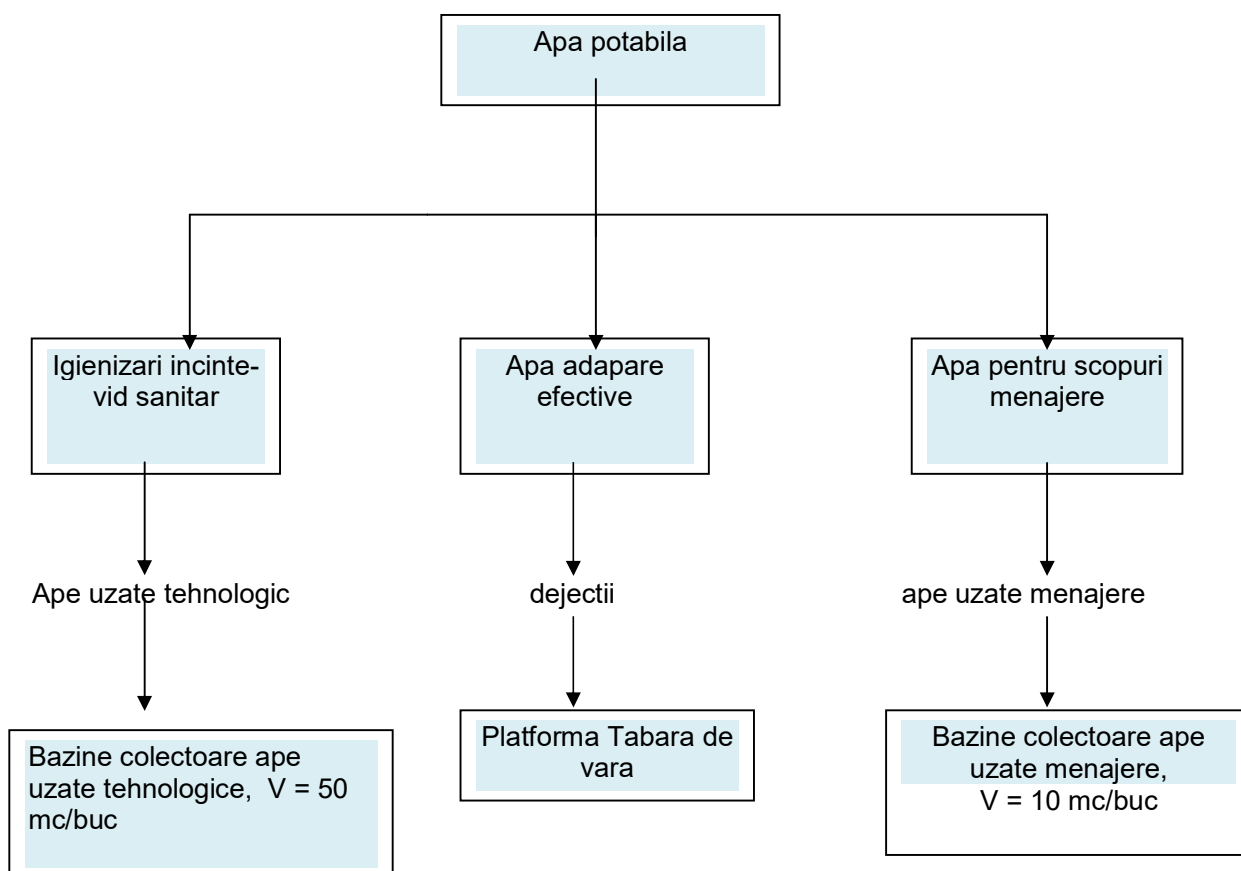 Apa potabila
Igienizari incinte-
vid sanitar
Apa adapare
efective
Apa pentru scopuri
menajere
Ape uzate tehnologic
dejectii
ape uzate menajere
Bazine colectoare ape
uzate tehnologice, V = 50
mc/buc
Platforma Tabara de
vara
Bazine colectoare ape
uzate menajere,
V = 10 mc/buc